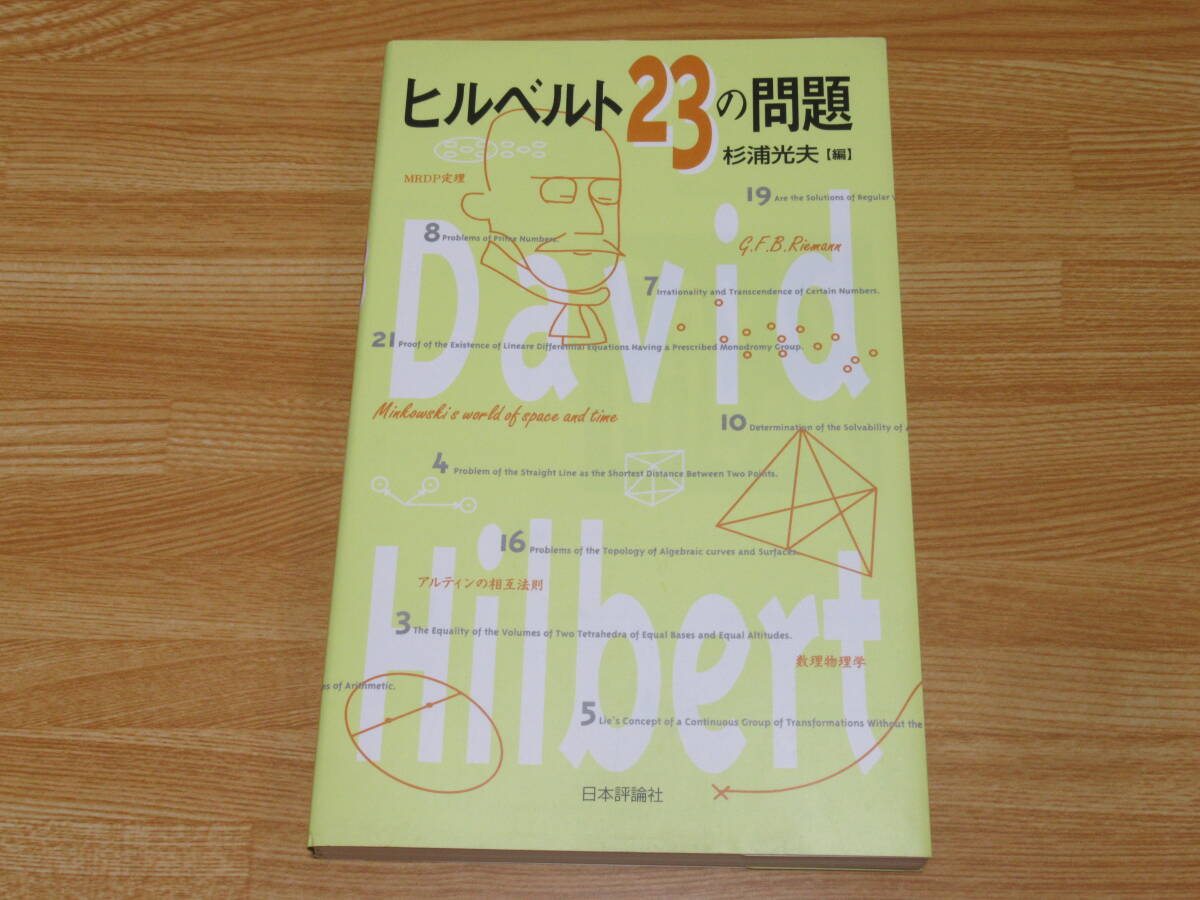 ヒルベルト23の問題
杉浦光夫【編】
MRDP定理
19 Are the Solutions of Regular
8 Problems of Prime Numbers.
G.F.B.Riemann
David
7 Irrationality and Transcendence of Certain Numbers.
21 Proof of the Existence of Lineare Differential Equations Having a Prescribed Monodromy Group.
Minkowski's world of space and time
10 Determination of the Solvability of
4 Problem of the Straight Line as the Shortest Distance Between Two Points.
16 Problems of the Topology of Algebraic curves and Surfaces
アルティンの相互法則
Hilbert
3 The Equality of the Volumes of Two Tetrahedra of Equal Bases and Equal Altitudes.
数理物理学
of Arithmetic.
5 Lie's Concept of a Continuous Group of Transformations Without the
日本評論社